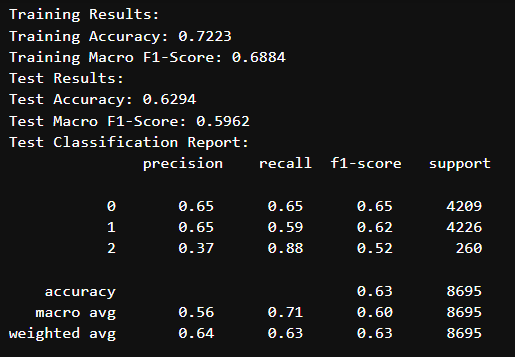 Training Results:
Training Accuracy: 0.7223
Training Macro F1-Score: 0.6884
Test Results:
Test Accuracy: 0.6294
Test Macro F1-Score: 0.5962
Test Classification Report:
precision recall f1-score support
0 0.65 0.65 0.65 4209
1 0.65 0.59 0.62 4226
2 0.37 0.88 0.52 260
accuracy 0.63 8695
macro avg 0.56 0.71 0.60 8695
weighted avg 0.64 0.63 0.63 8695